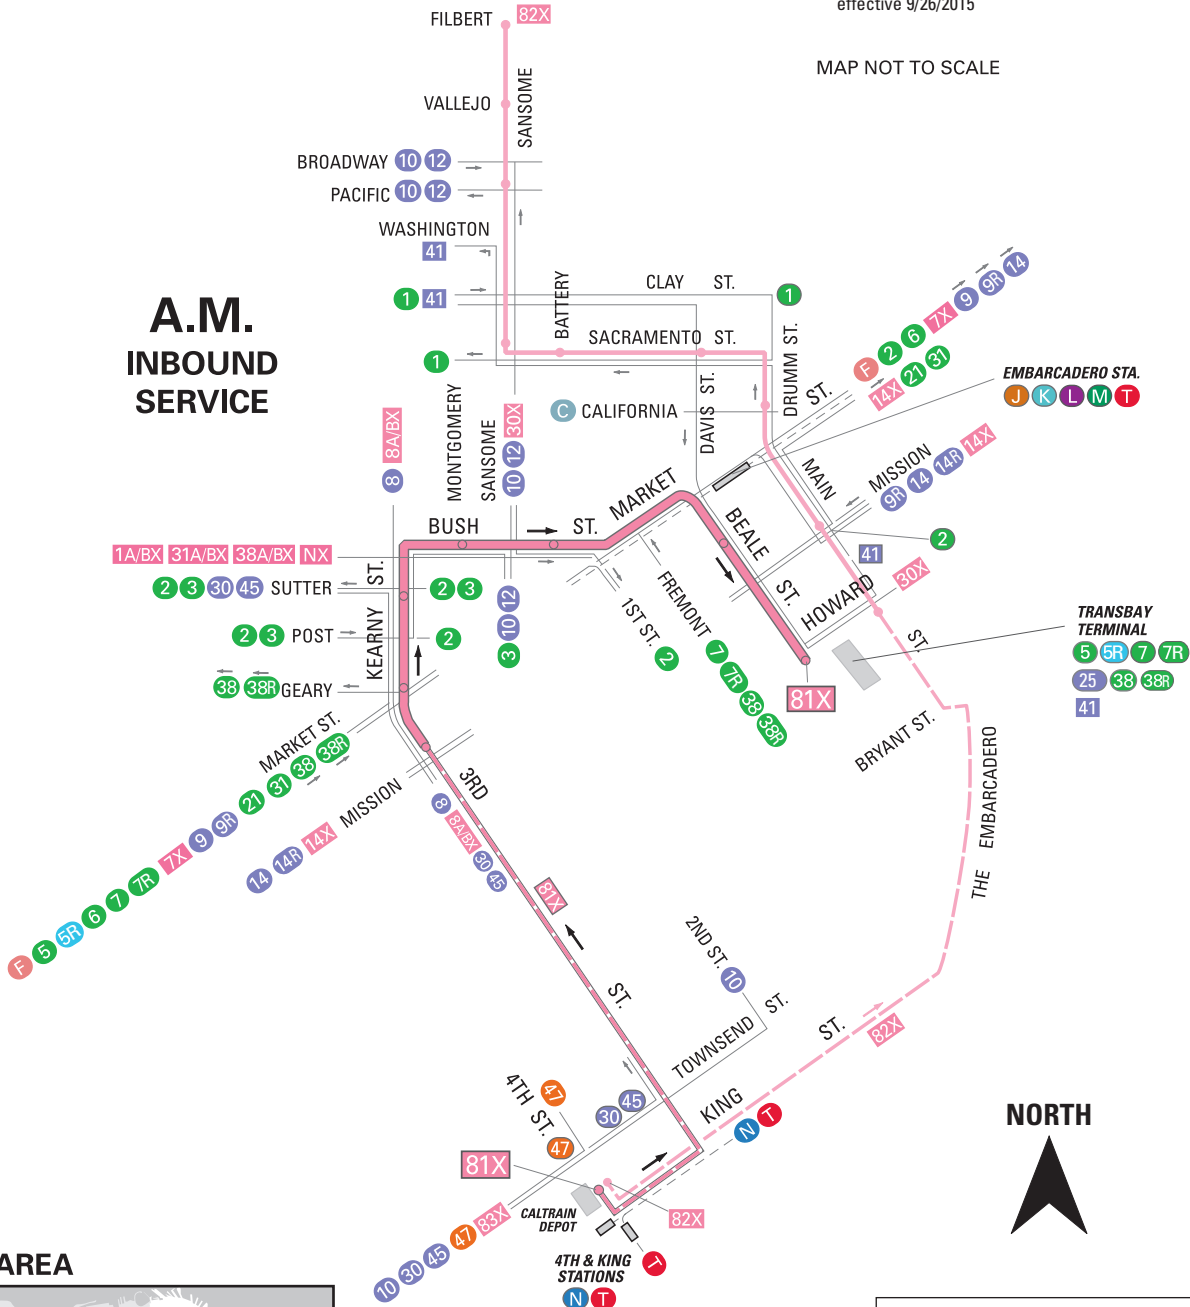 effective 9/26/2015
MAP NOT TO SCALE
FILBERT
82X
VALLEJO
SANSOME
BROADWAY 10 12
PACIFIC 10 12
WASHINGTON
41
1 41
CLAY ST.
1
BATTERY
SACRAMENTO ST.
1
DRUMM ST.
DAVIS ST.
A.M.
INBOUND
SERVICE
F 2 6 7X 9 9R 14
14X 21 31
ST.
EMBARCADERO STA.
J K L M T
C CALIFORNIA
8 8A/BX
MONTGOMERY
SANSOME
10 12 30X
MARKET
MAIN
MISSION
9R 14 14R 14X
BUSH ST.
BEALE ST.
2
41
30X
HOWARD ST.
1A/BX 31A/BX 38A/BX NX
2 3 30 45 SUTTER
2 3
KEARNY ST.
2 3 POST
2
3 10 10 12
1ST ST. 2
FREMONT 7 7R 38 38R
38 38R GEARY
81X
TRANSBAY
TERMINAL
5 5R 7 7R
25 38 38R
41
BRYANT ST.
THE EMBARCADERO
MARKET ST.
F 5 5R 6 7 7R 7X 9 9R 21 31 38 38R
MISSION
14 14R 14X
3RD ST.
8 8A/BX 30 45
81X
2ND ST. 10
TOWNSEND ST.
KING ST.
82X
4TH ST. 47
47
30 45
N T
81X
CALTRAIN
DEPOT
82X
10 30 45 47 83X
4TH & KING
STATIONS
N T
T
NORTH
AREA